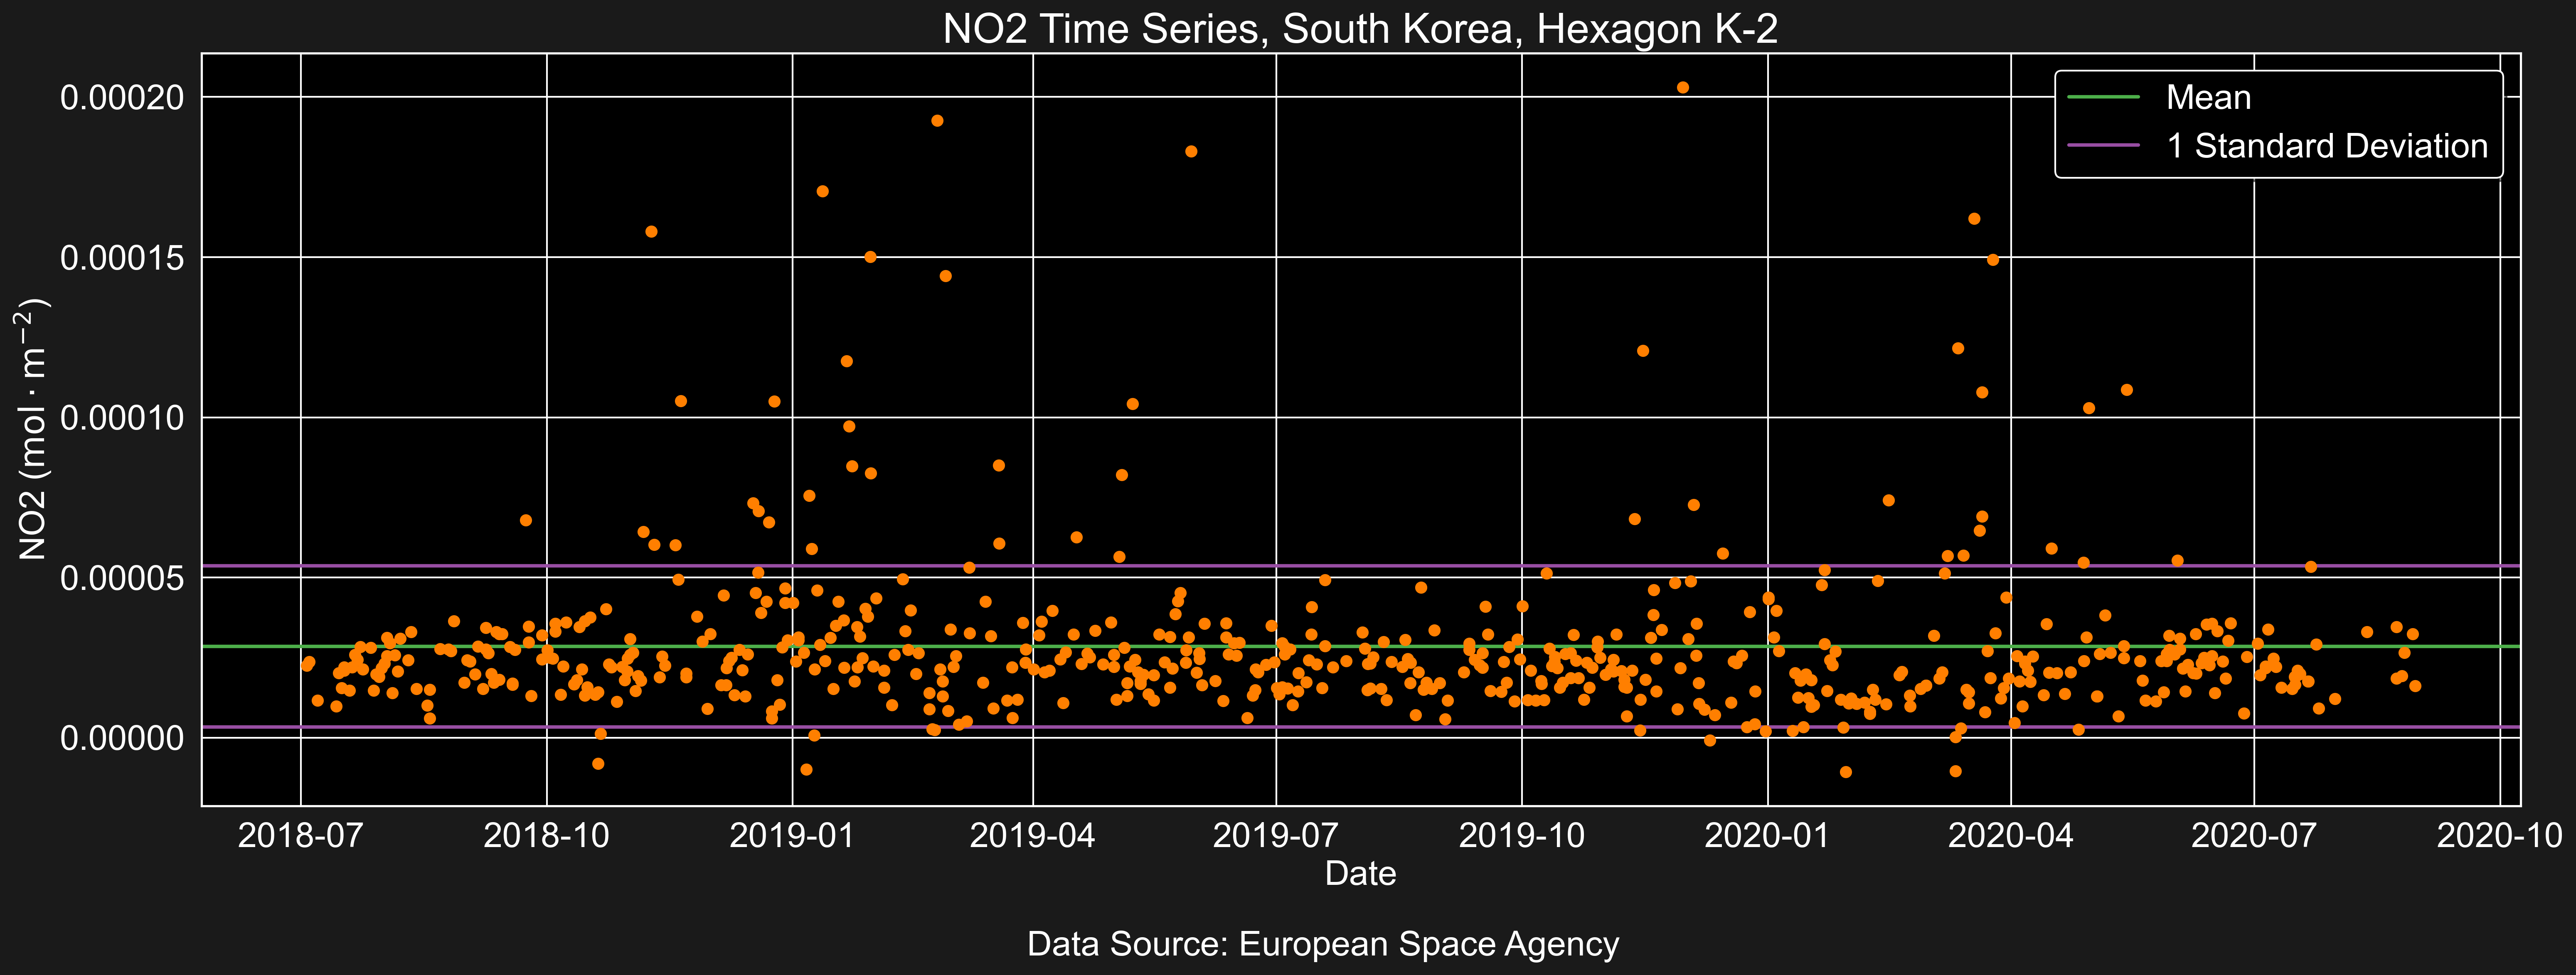 NO2 Time Series, South Korea, Hexagon K-2
Mean
1 Standard Deviation
NO2 (mol · m⁻²)
0.00020
0.00015
0.00010
0.00005
0.00000
2018-07 2018-10 2019-01 2019-04 2019-07 2019-10 2020-01 2020-04 2020-07 2020-10
Date
Data Source: European Space Agency